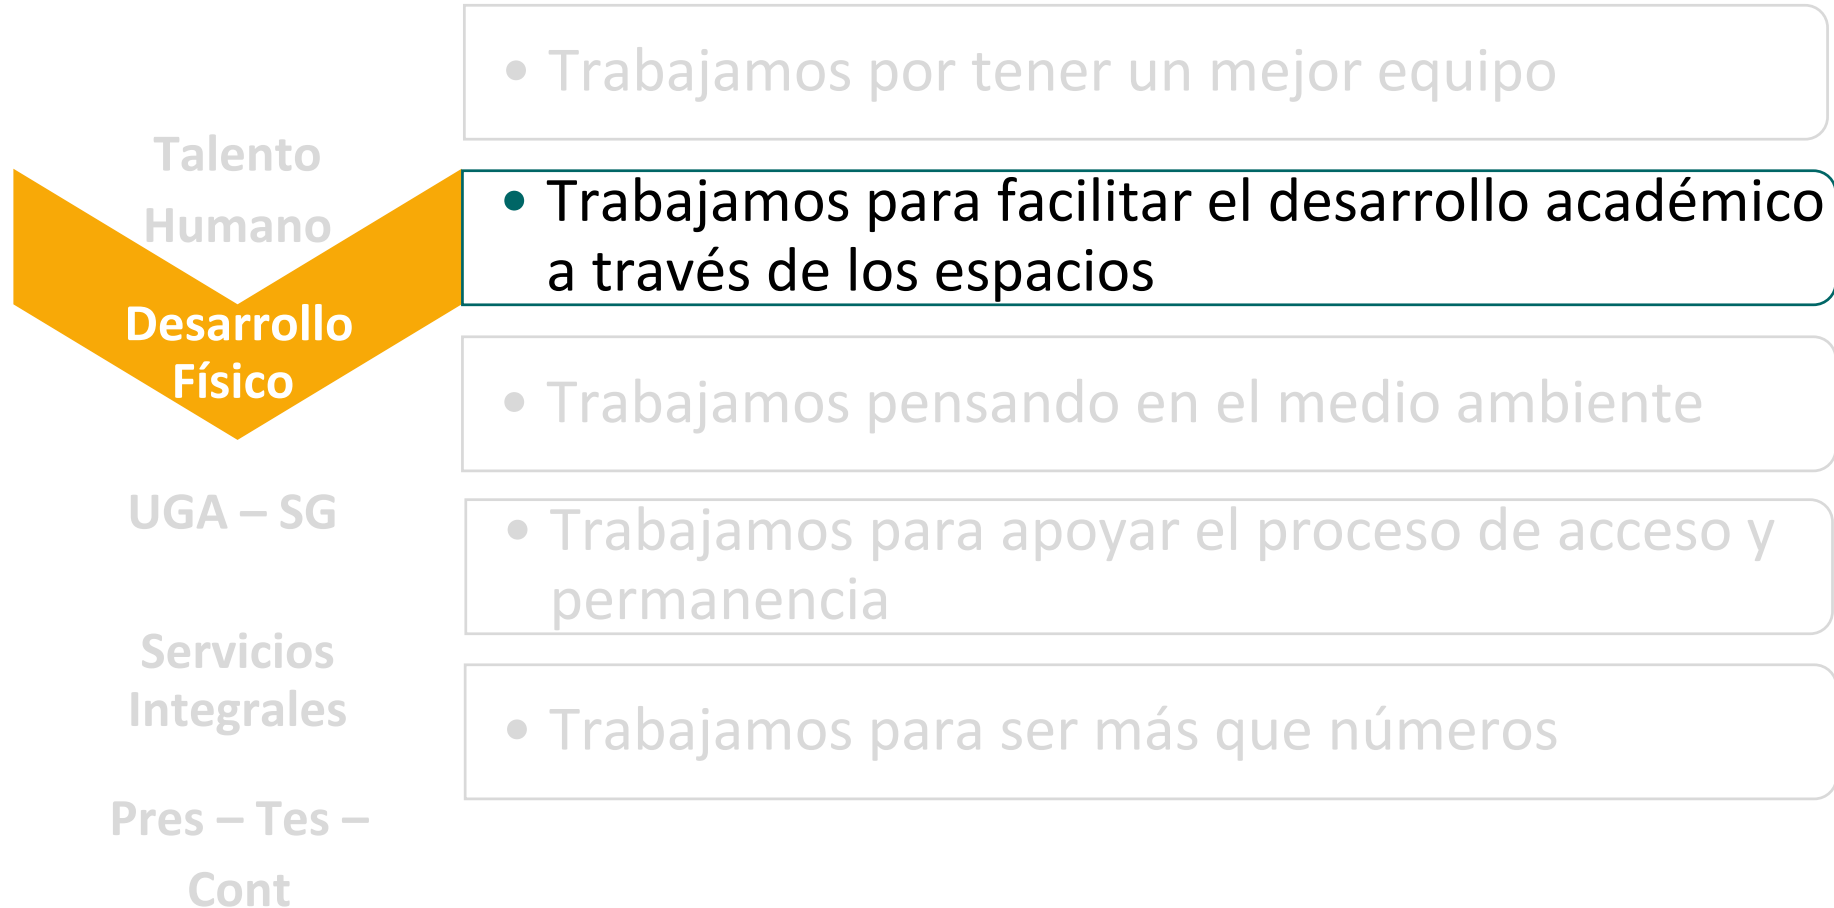 • Trabajamos por tener un mejor equipo
Talento
Humano
• Trabajamos para facilitar el desarrollo académico
a través de los espacios
Desarrollo
Físico
• Trabajamos pensando en el medio ambiente
UGA – SG
• Trabajamos para apoyar el proceso de acceso y
permanencia
Servicios
Integrales
• Trabajamos para ser más que números
Pres – Tes –
Cont